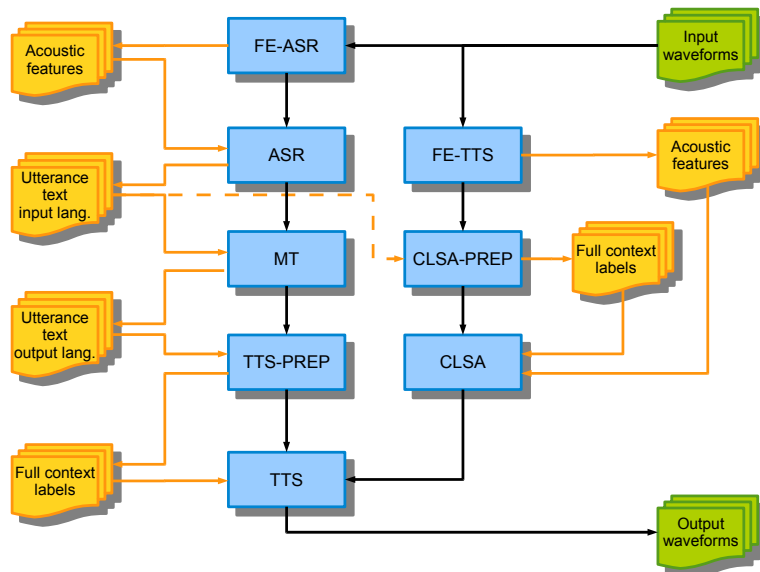 Acoustic
features
FE-ASR
Input
waveforms
ASR
FE-TTS
Acoustic
features
Utterance
text
input lang.
MT
CLSA-PREP
Full context
labels
Utterance
text
output lang.
TTS-PREP
CLSA
Full context
labels
TTS
Output
waveforms